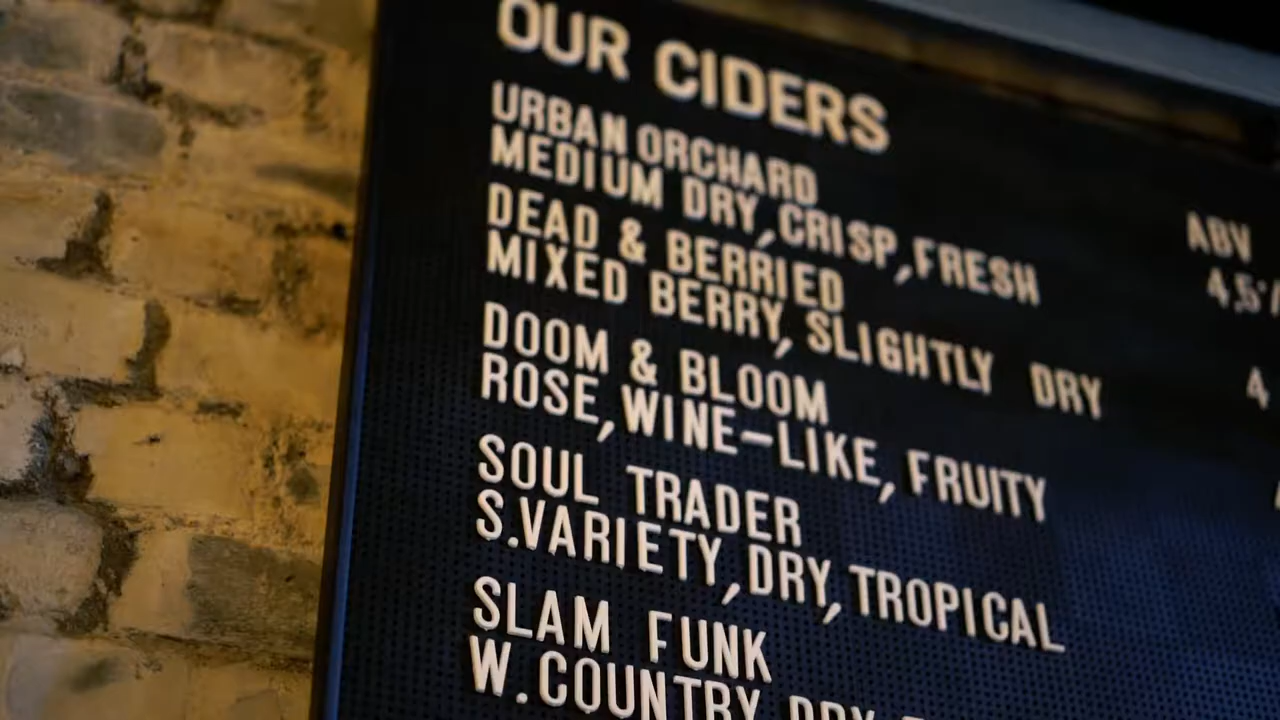 OUR CIDERS
ABV
URBAN ORCHARD
MEDIUM DRY, CRISP, FRESH
4,5%
DEAD & BERRIED
MIXED BERRY, SLIGHTLY DRY
4
DOOM & BLOOM
ROSE, WINE-LIKE, FRUITY
SOUL TRADER
S.VARIETY, DRY, TROPICAL
SLAM FUNK
W.COUNTRY DRY